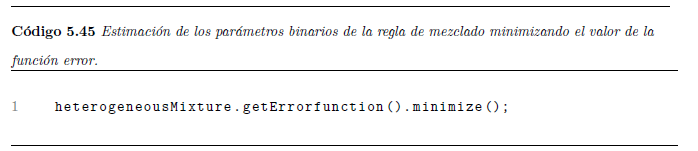 Código 5.45 Estimación de los parámetros binarios de la regla de mezclado minimizando el valor de la
función error.
1 heterogeneousMixture.getErrorfunction().minimize();